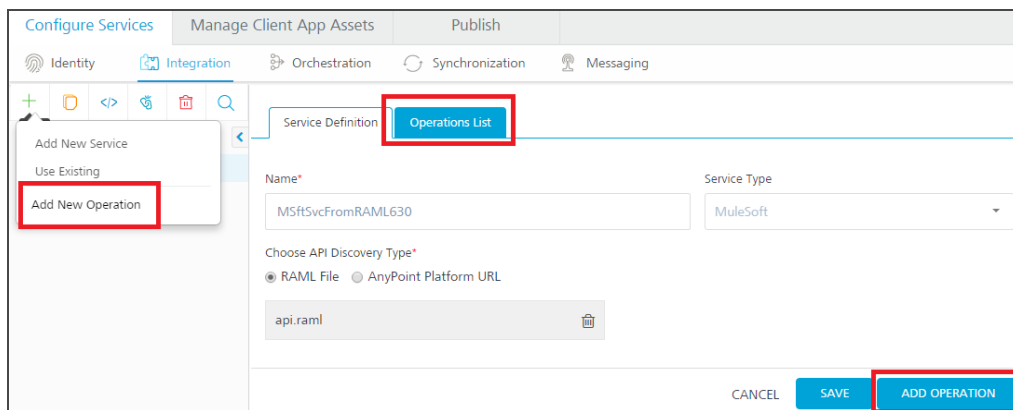 Configure Services Manage Client App Assets Publish
Identity Integration Orchestration Synchronization Messaging
</>
Service Definition Operations List
Add New Service
Use Existing
Add New Operation
Name* Service Type
MSftSvcFromRAML630 MuleSoft
Choose API Discovery Type*
RAML File AnyPoint Platform URL
api.raml
CANCEL SAVE ADD OPERATION